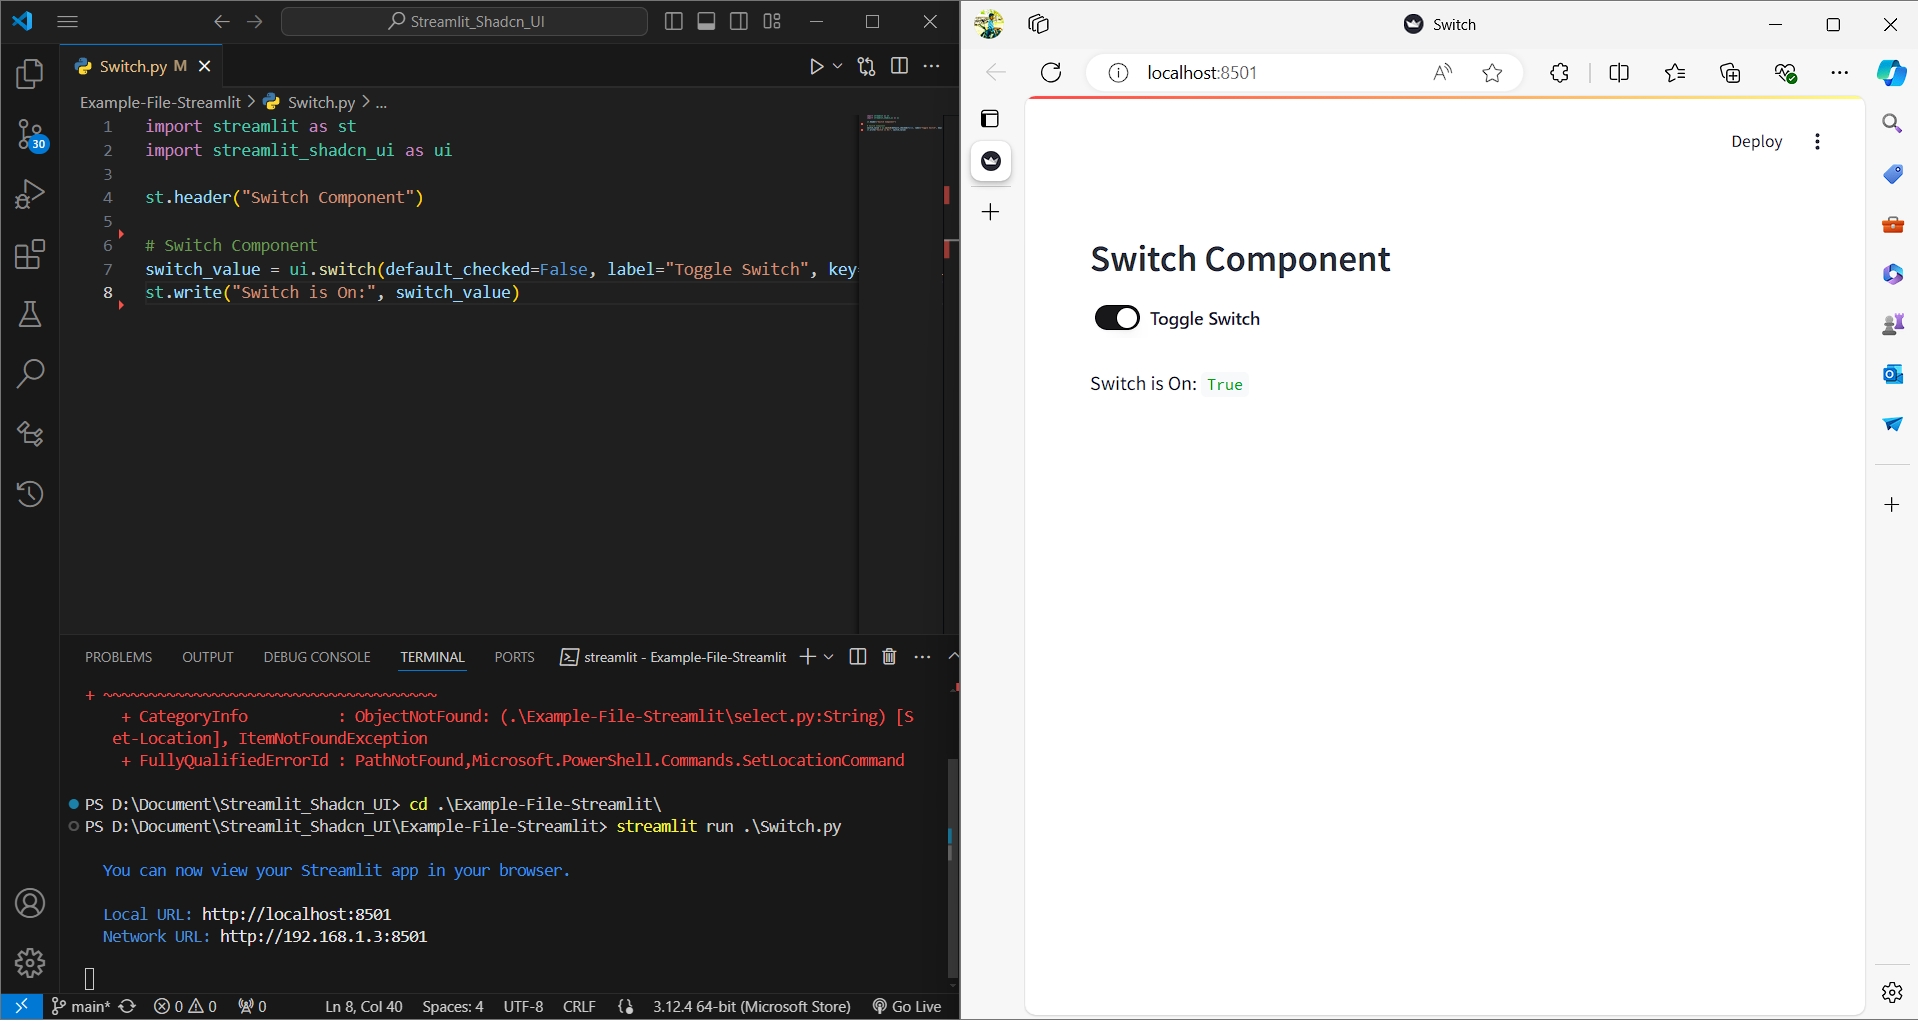 Streamlit_Shadcn_UI
Switch.py M
Example-File-Streamlit > Switch.py > ...
1 import streamlit as st
2 import streamlit_shadcn_ui as ui
3
4 st.header("Switch Component")
5
6 # Switch Component
7 switch_value = ui.switch(default_checked=False, label="Toggle Switch", key
8 st.write("Switch is On:", switch_value)
30
PROBLEMS OUTPUT DEBUG CONSOLE TERMINAL PORTS streamlit - Example-File-Streamlit
+ ~~~~~~~~~~~~~~~~~~~~~~~~~~~~~~~~~~~~~
+ CategoryInfo : ObjectNotFound: (.\Example-File-Streamlit\select.py:String) [S
et-Location], ItemNotFoundException
+ FullyQualifiedErrorId : PathNotFound,Microsoft.PowerShell.Commands.SetLocationCommand
PS D:\Document\Streamlit_Shadcn_UI> cd .\Example-File-Streamlit\
PS D:\Document\Streamlit_Shadcn_UI\Example-File-Streamlit> streamlit run .\Switch.py
You can now view your Streamlit app in your browser.
Local URL: http://localhost:8501
Network URL: http://192.168.1.3:8501
main* 0 0 0 Ln 8, Col 40 Spaces: 4 UTF-8 CRLF 3.12.4 64-bit (Microsoft Store) Go Live
Switch
localhost:8501
Deploy
Switch Component
Toggle Switch
Switch is On: True